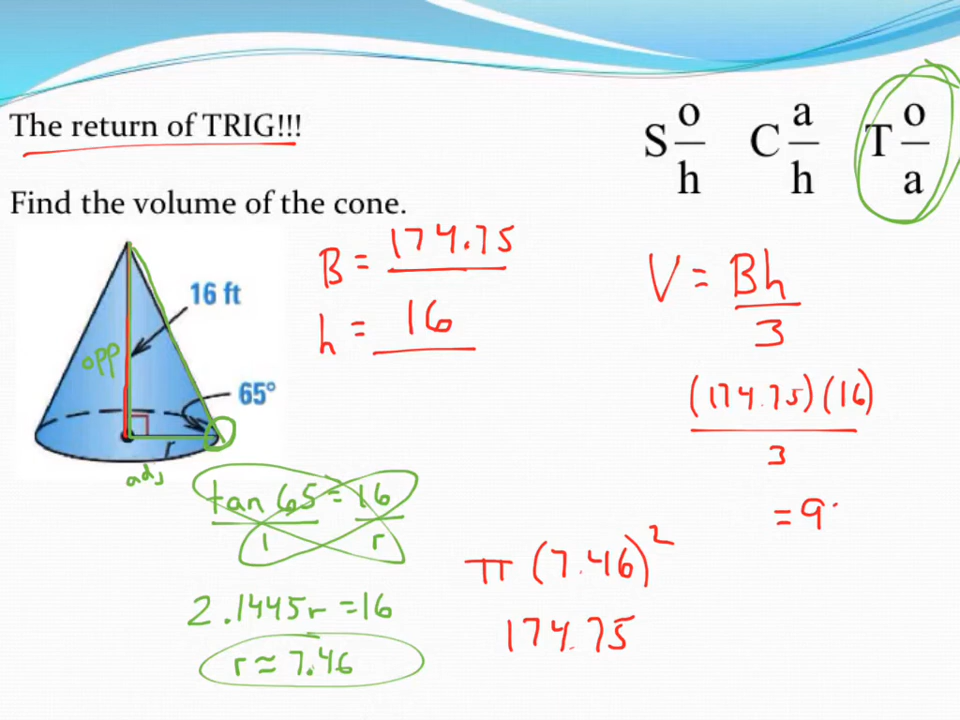 The return of TRIG!!!
S o/h C a/h T o/a
Find the volume of the cone.
B = 174.75
h = 16
V = Bh/3
(174.75)(16)/3
= 9
16 ft
opp
65°
r
adj
tan 65/1 = 16/r
2.1445r = 16
r ≈ 7.46
π (7.46)²
174.75